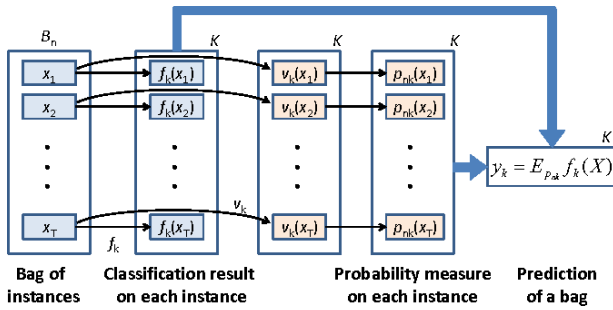 B_n
K
K
K
x_1
f_k(x_1)
v_k(x_1)
p_nk(x_1)
x_2
f_k(x_2)
v_k(x_2)
p_nk(x_2)
K
y_k = E_{p_nk} f_k(X)
v_k
x_T
f_k(x_T)
v_k(x_T)
p_nk(x_T)
f_k
Bag of
instances
Classification result
on each instance
Probability measure
on each instance
Prediction
of a bag